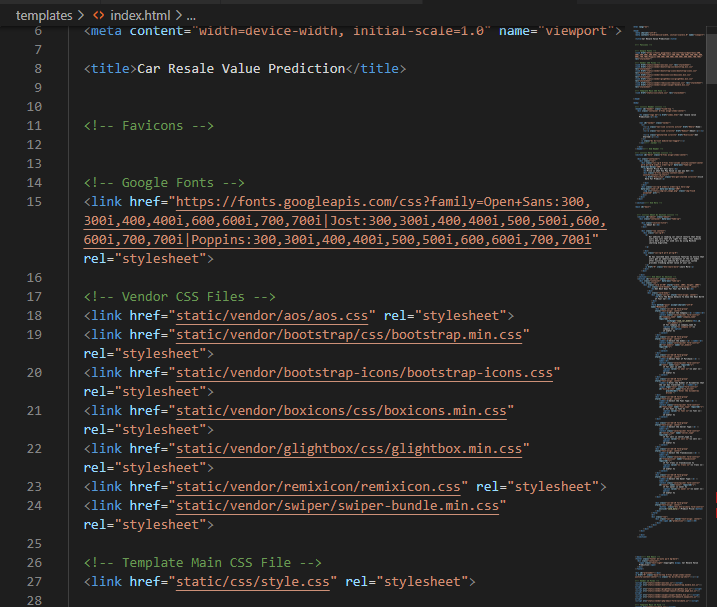 templates > <> index.html > ...
6 <meta content="width=device-width, initial-scale=1.0" name="viewport">
7
8 <title>Car Resale Value Prediction</title>
9
10
11 <!-- Favicons -->
12
13
14 <!-- Google Fonts -->
15 <link href="https://fonts.googleapis.com/css?family=Open+Sans:300,
300i,400,400i,600,600i,700,700i|Jost:300,300i,400,400i,500,500i,600,
600i,700,700i|Poppins:300,300i,400,400i,500,500i,600,600i,700,700i"
rel="stylesheet">
16
17 <!-- Vendor CSS Files -->
18 <link href="static/vendor/aos/aos.css" rel="stylesheet">
19 <link href="static/vendor/bootstrap/css/bootstrap.min.css"
rel="stylesheet">
20 <link href="static/vendor/bootstrap-icons/bootstrap-icons.css"
rel="stylesheet">
21 <link href="static/vendor/boxicons/css/boxicons.min.css"
rel="stylesheet">
22 <link href="static/vendor/glightbox/css/glightbox.min.css"
rel="stylesheet">
23 <link href="static/vendor/remixicon/remixicon.css" rel="stylesheet">
24 <link href="static/vendor/swiper/swiper-bundle.min.css"
rel="stylesheet">
25
26 <!-- Template Main CSS File -->
27 <link href="static/css/style.css" rel="stylesheet">
28